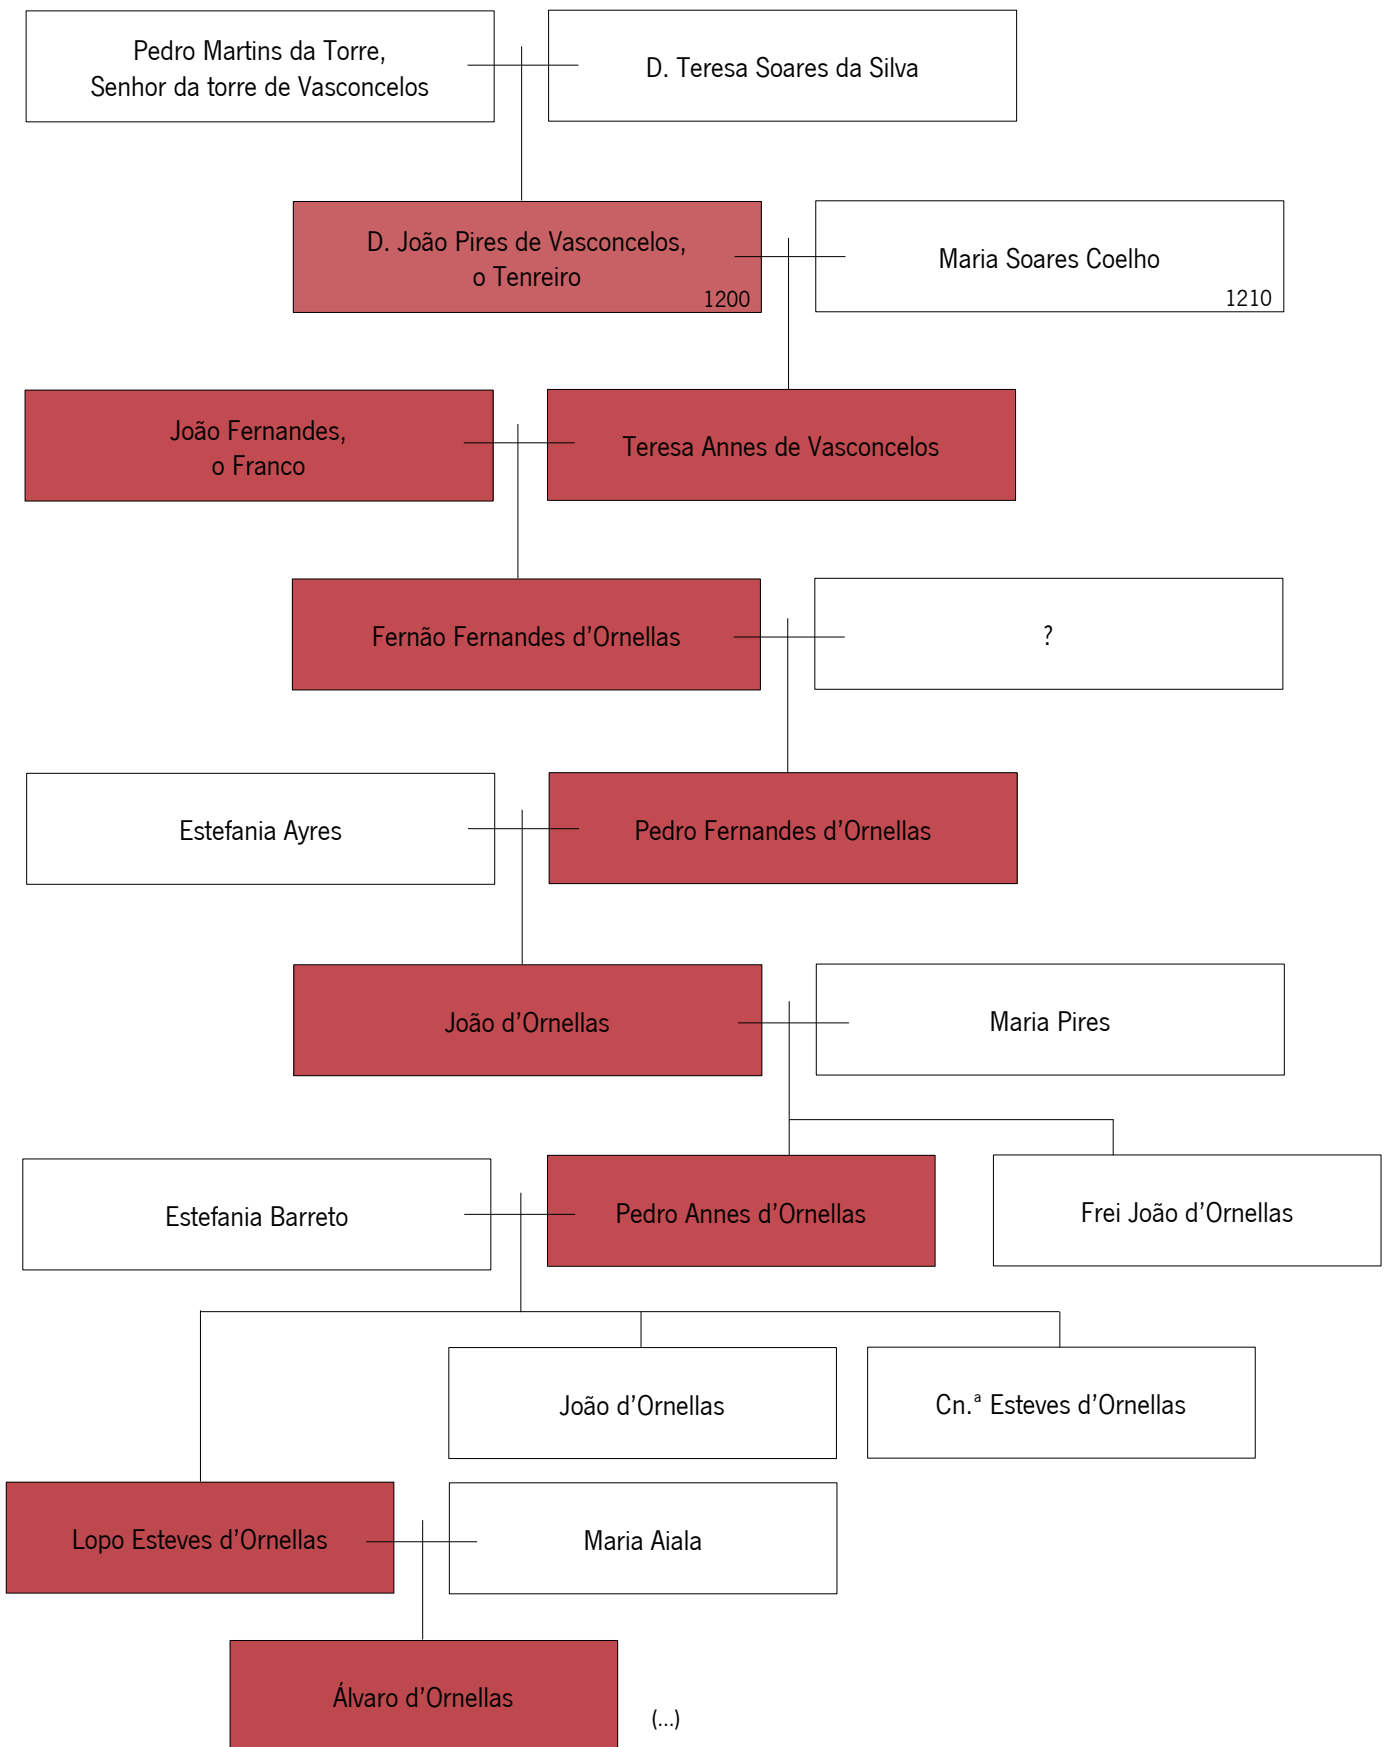 Pedro Martins da Torre,
Senhor da torre de Vasconcelos
D. Teresa Soares da Silva
D. João Pires de Vasconcelos,
o Tenreiro
1200
Maria Soares Coelho
1210
João Fernandes,
o Franco
Teresa Annes de Vasconcelos
Fernão Fernandes d'Ornellas
?
Estefania Ayres
Pedro Fernandes d'Ornellas
João d'Ornellas
Maria Pires
Estefania Barreto
Pedro Annes d'Ornellas
Frei João d'Ornellas
João d'Ornellas
Cn.ª Esteves d'Ornellas
Lopo Esteves d'Ornellas
Maria Aiala
Álvaro d'Ornellas
(...)